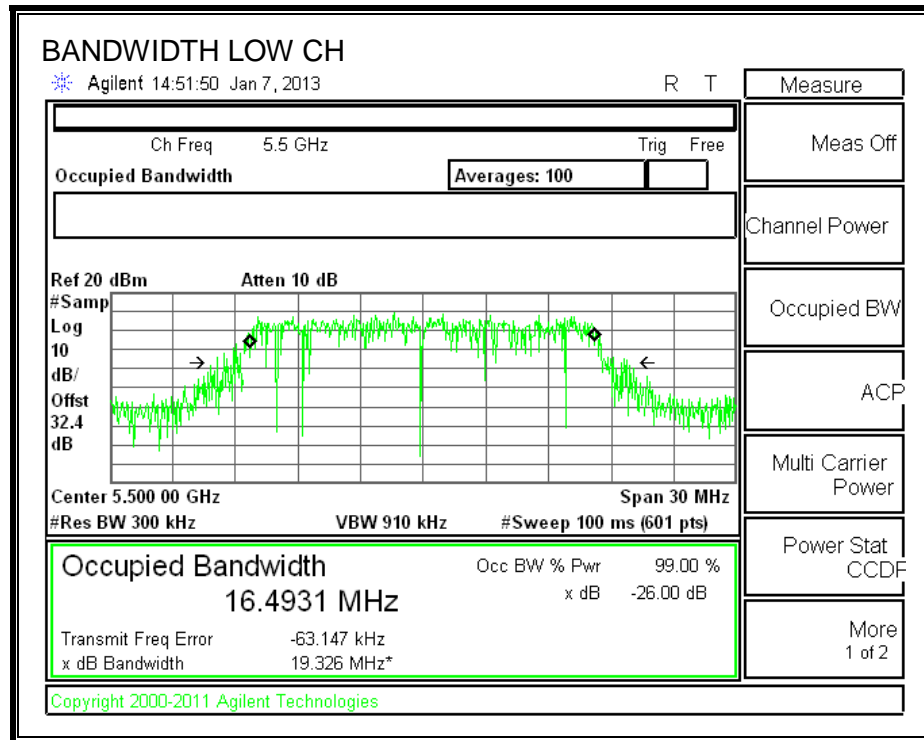 BANDWIDTH LOW CH
Agilent 14:51:50 Jan 7, 2013 R T
Ch Freq 5.5 GHz Trig Free
Occupied Bandwidth Averages: 100
Ref 20 dBm Atten 10 dB
#Samp
Log
10
dB/
Offst
32.4
dB
Center 5.500 00 GHz Span 30 MHz
#Res BW 300 kHz VBW 910 kHz #Sweep 100 ms (601 pts)
Occupied Bandwidth Occ BW % Pwr 99.00 %
16.4931 MHz x dB -26.00 dB
Transmit Freq Error -63.147 kHz
x dB Bandwidth 19.326 MHz*
Copyright 2000-2011 Agilent Technologies
Measure
Meas Off
Channel Power
Occupied BW
ACP
Multi Carrier
Power
Power Stat
CCDF
More
1 of 2